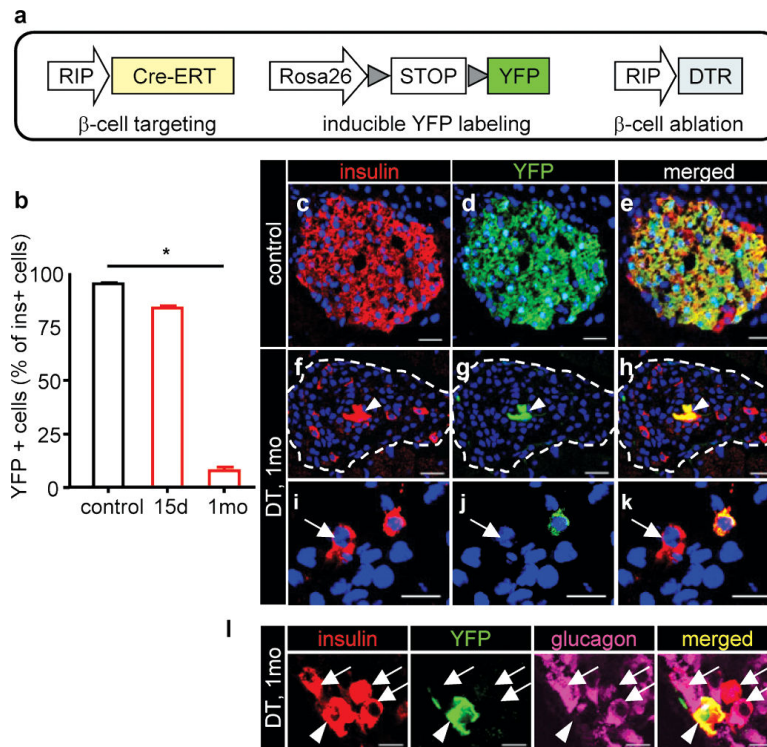 a
RIP Cre-ERT Rosa26 STOP YFP RIP DTR
β-cell targeting inducible YFP labeling β-cell ablation
b
YFP + cells (% of ins+ cells)
*
100
75
50
25
0
control 15d 1mo
insulin YFP merged
control
c d e
DT, 1mo
f g h
i j k
l
insulin YFP glucagon merged
DT, 1mo